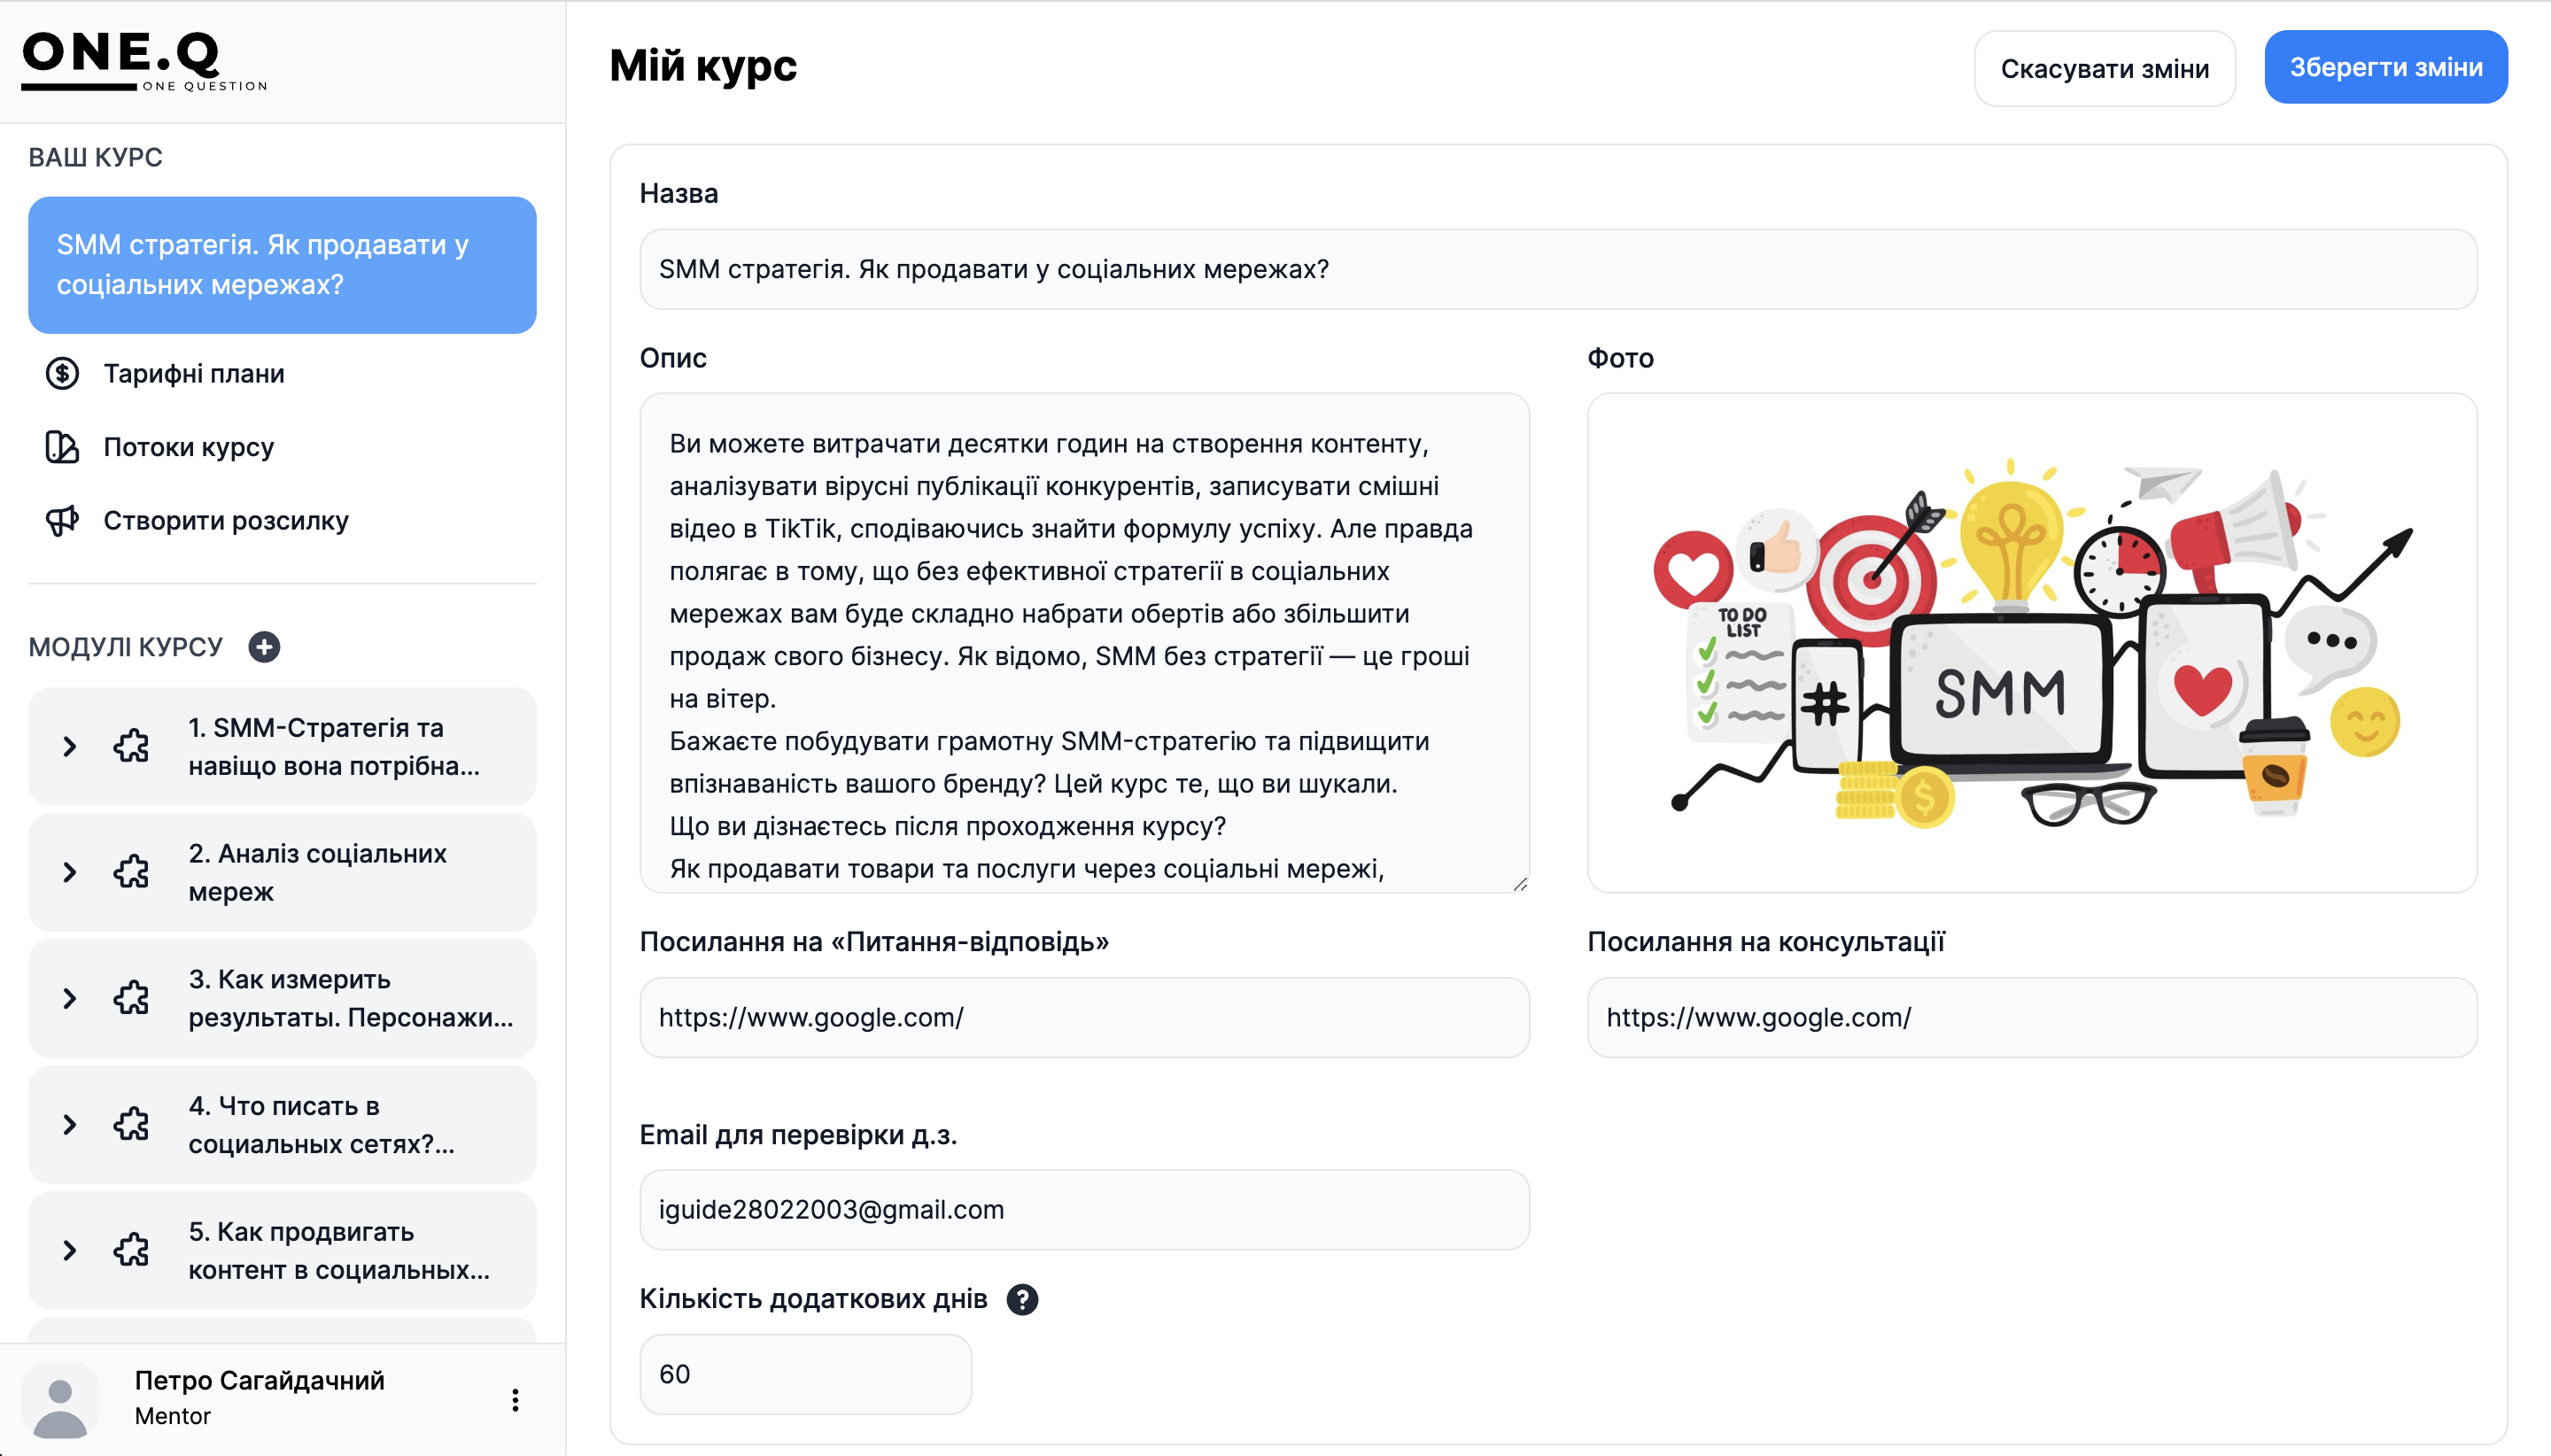 ONE.Q
ONE QUESTION
ВАШ КУРС
SMM стратегія. Як продавати у
соціальних мережах?
Тарифні плани
Потоки курсу
Створити розсилку
МОДУЛІ КУРСУ
1. SMM-Стратегія та
навіщо вона потрібна...
2. Аналіз соціальних
мереж
3. Как измерить
результаты. Персонажи...
4. Что писать в
социальных сетях?...
5. Как продвигать
контент в социальных...
Петро Сагайдачний
Mentor
Мій курс
Скасувати зміни
Зберегти зміни
Назва
SMM стратегія. Як продавати у соціальних мережах?
Опис
Ви можете витрачати десятки годин на створення контенту,
аналізувати вірусні публікації конкурентів, записувати смішні
відео в TikTik, сподіваючись знайти формулу успіху. Але правда
полягає в тому, що без ефективної стратегії в соціальних
мережах вам буде складно набрати обертів або збільшити
продаж свого бізнесу. Як відомо, SMM без стратегії — це гроші
на вітер.
Бажаєте побудувати грамотну SMM-стратегію та підвищити
впізнаваність вашого бренду? Цей курс те, що ви шукали.
Що ви дізнаєтесь після проходження курсу?
Як продавати товари та послуги через соціальні мережі,
Фото
TO DO
LIST
#
SMM
$
Посилання на «Питання-відповідь»
https://www.google.com/
Посилання на консультації
https://www.google.com/
Email для перевірки д.з.
iguide28022003@gmail.com
Кількість додаткових днів
?
60